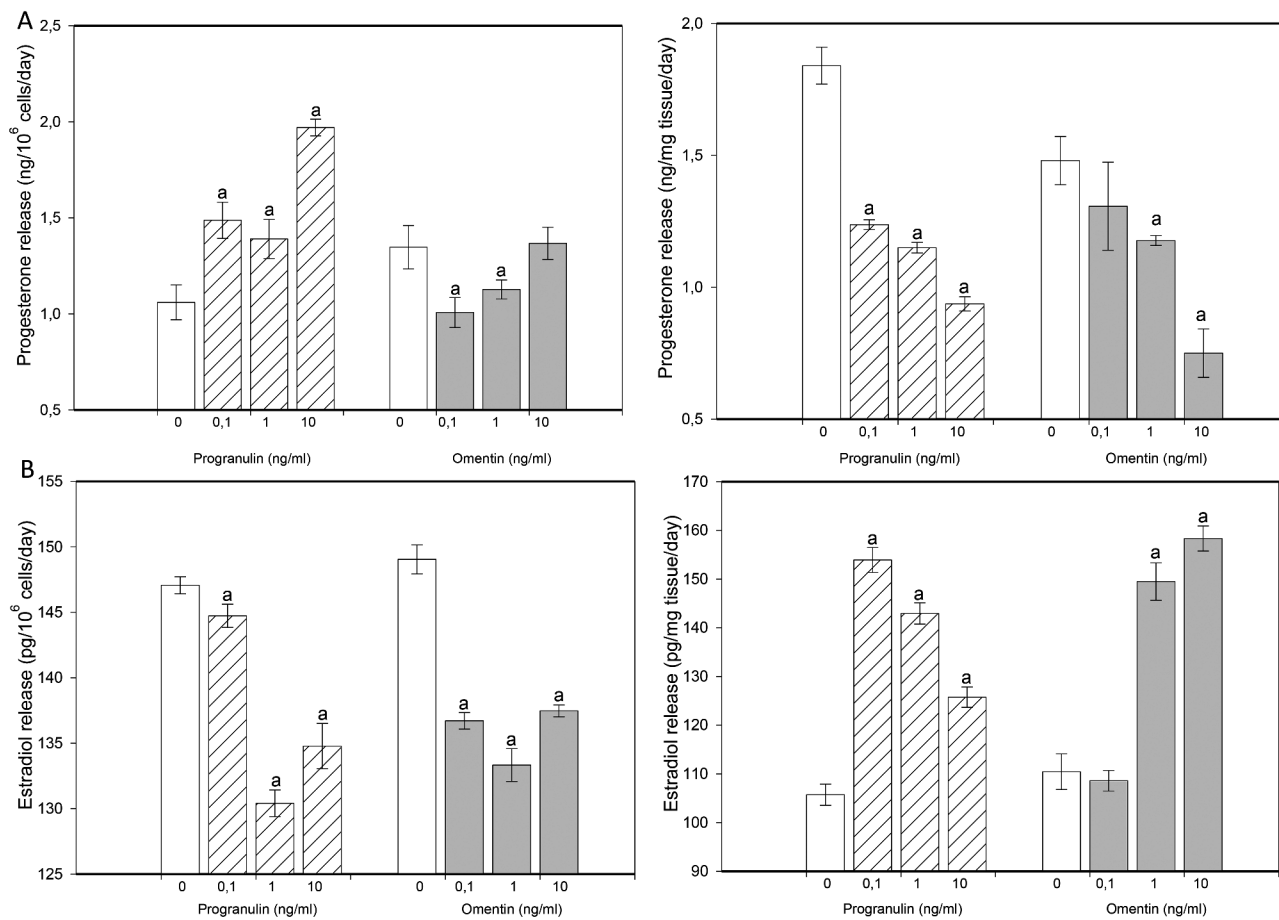 A
Progesterone release (ng/10⁶ cells/day)
2,5
2,0
1,5
1,0
0,5
a
a
a
a
a
0
0,1
1
10
0
0,1
1
10
Progranulin (ng/ml)
Omentin (ng/ml)
Progesterone release (ng/mg tissue/day)
2,0
1,5
1,0
0,5
a
a
a
a
a
0
0,1
1
10
0
0,1
1
10
Progranulin (ng/ml)
Omentin (ng/ml)
B
Estradiol release (pg/10⁶ cells/day)
155
150
145
140
135
130
125
a
a
a
a
a
a
0
0,1
1
10
0
0,1
1
10
Progranulin (ng/ml)
Omentin (ng/ml)
Estradiol release (pg/mg tissue/day)
170
160
150
140
130
120
110
100
90
a
a
a
a
a
0
0,1
1
10
0
0,1
1
10
Progranulin (ng/ml)
Omentin (ng/ml)